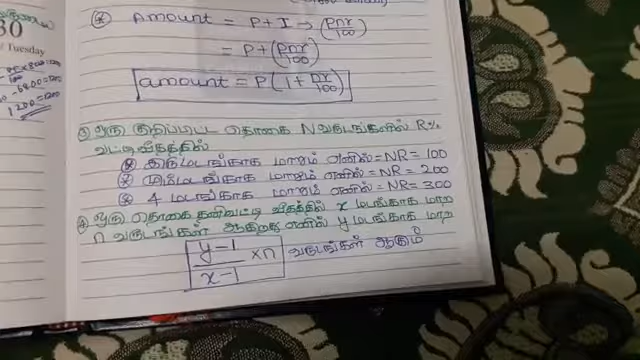 30
Tuesday
Amount = P + I → (pnr/100)
= P + (pnr/100)
amount = P(1 + nr/100)
3) ஒரு குறிப்பிட்ட தொகை N வருடங்களில் R%
வட்டி வீதத்தில்
இருமடங்காக மாறும் எனில் = NR = 100
மும்மடங்காக மாறும் எனில் = NR = 200
4 மடங்காக மாறும் எனில் = NR = 300
ஒரு தொகை தனிவட்டி வீதத்தில் x மடங்காக மாற
n வருடங்கள் ஆகிறது எனில் y மடங்காக மாற
y-1/x-1 × n வருடங்கள் ஆகும்